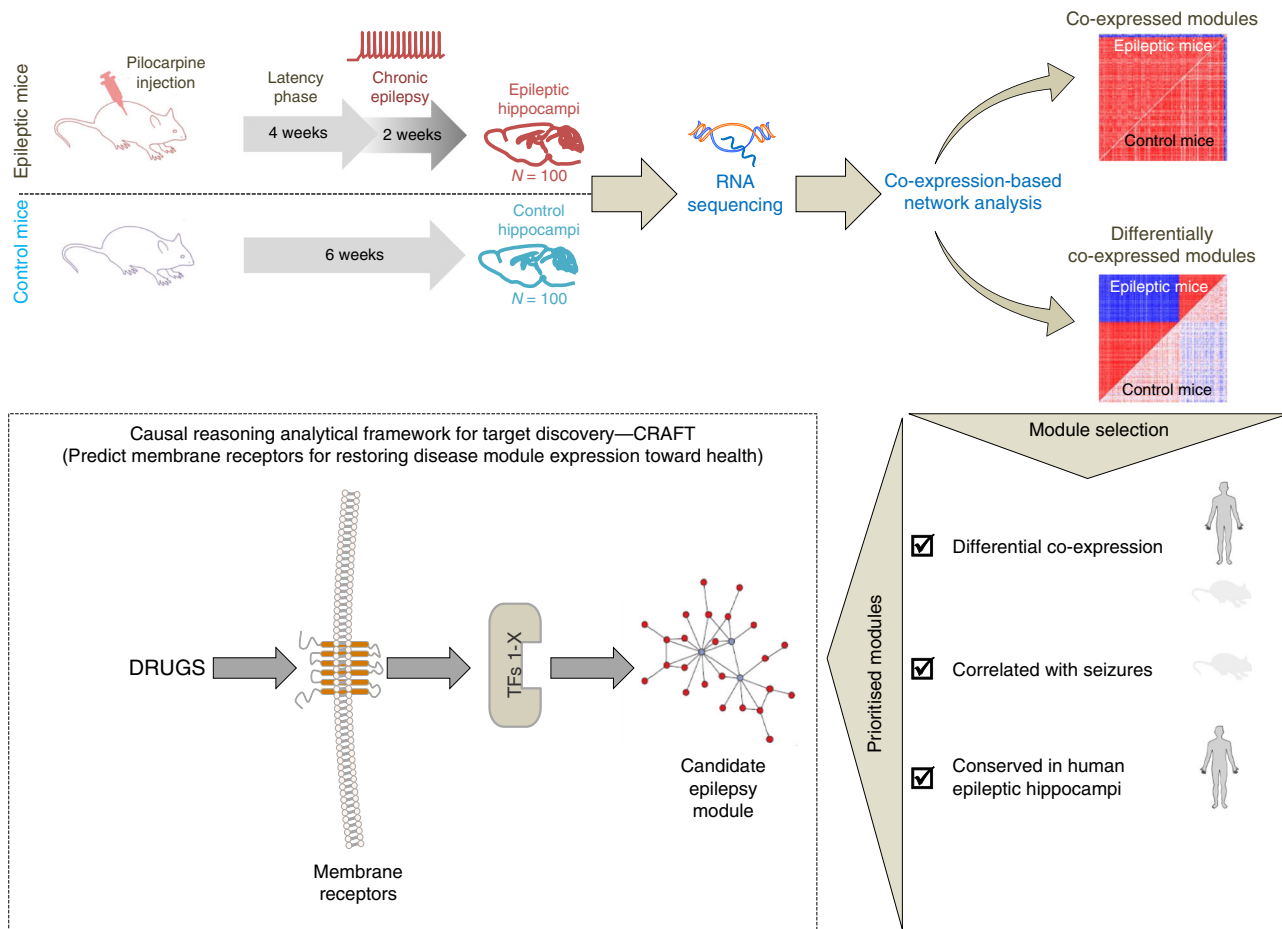 Epileptic mice
Pilocarpine
injection
Latency
phase
4 weeks
Chronic
epilepsy
2 weeks
Epileptic
hippocampi
N = 100
Control mice
6 weeks
Control
hippocampi
N = 100
RNA
sequencing
Co-expression-based
network analysis
Co-expressed modules
Epileptic mice
Control mice
Differentially
co-expressed modules
Epileptic mice
Control mice
Causal reasoning analytical framework for target discovery—CRAFT
(Predict membrane receptors for restoring disease module expression toward health)
DRUGS
Membrane
receptors
TFs 1-X
Candidate
epilepsy
module
Prioritised modules
Module selection
Differential co-expression
Correlated with seizures
Conserved in human
epileptic hippocampi